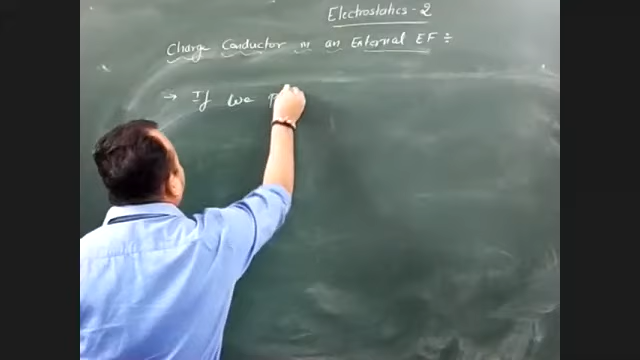 Electrostatics - 2
Charge Conductor in an External EF ÷
→ If we